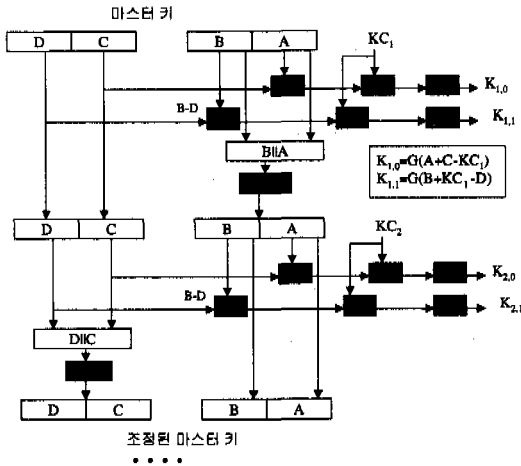 마스터 키
D C B A
KC1
K1,0
B-D
K1,1
B||A
K1,0=G(A+C-KC1)
K1,1=G(B+KC1-D)
D C B A
KC2
K2,0
B-D
K2,1
D||C
D C B A
조정된 마스터 키
• • • •